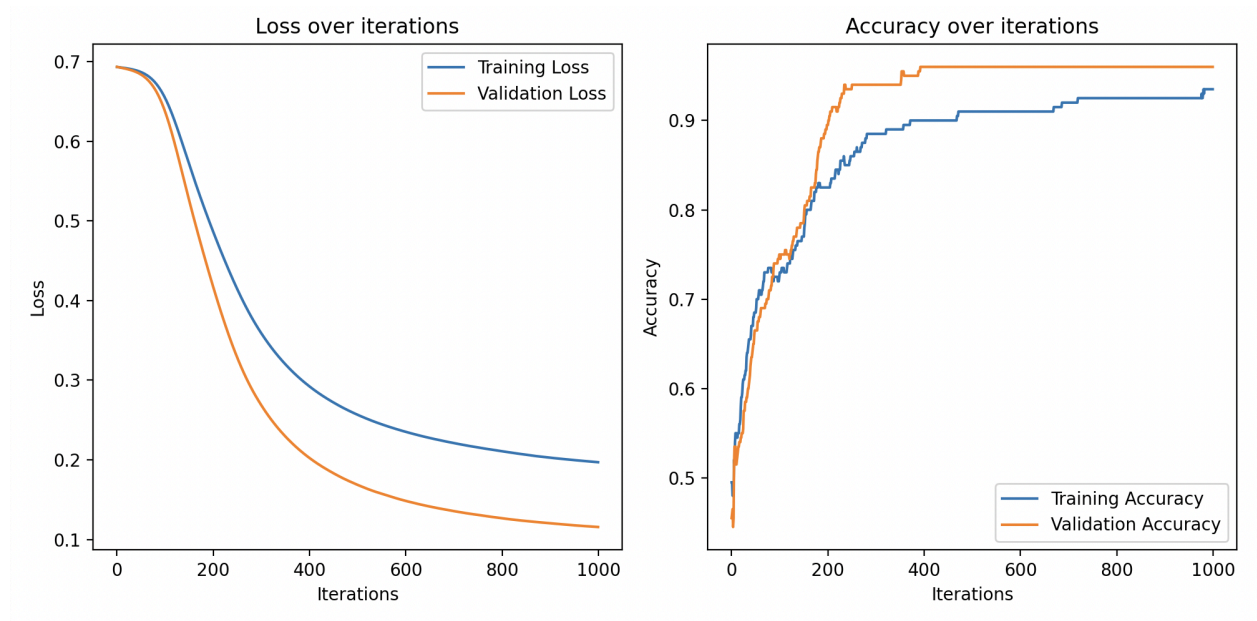 Loss over iterations
0.7
0.6
0.5
0.4
0.3
0.2
0.1
Loss
Training Loss
Validation Loss
0
200
400
600
800
1000
Iterations
Accuracy over iterations
0.9
0.8
0.7
0.6
0.5
Accuracy
Training Accuracy
Validation Accuracy
0
200
400
600
800
1000
Iterations